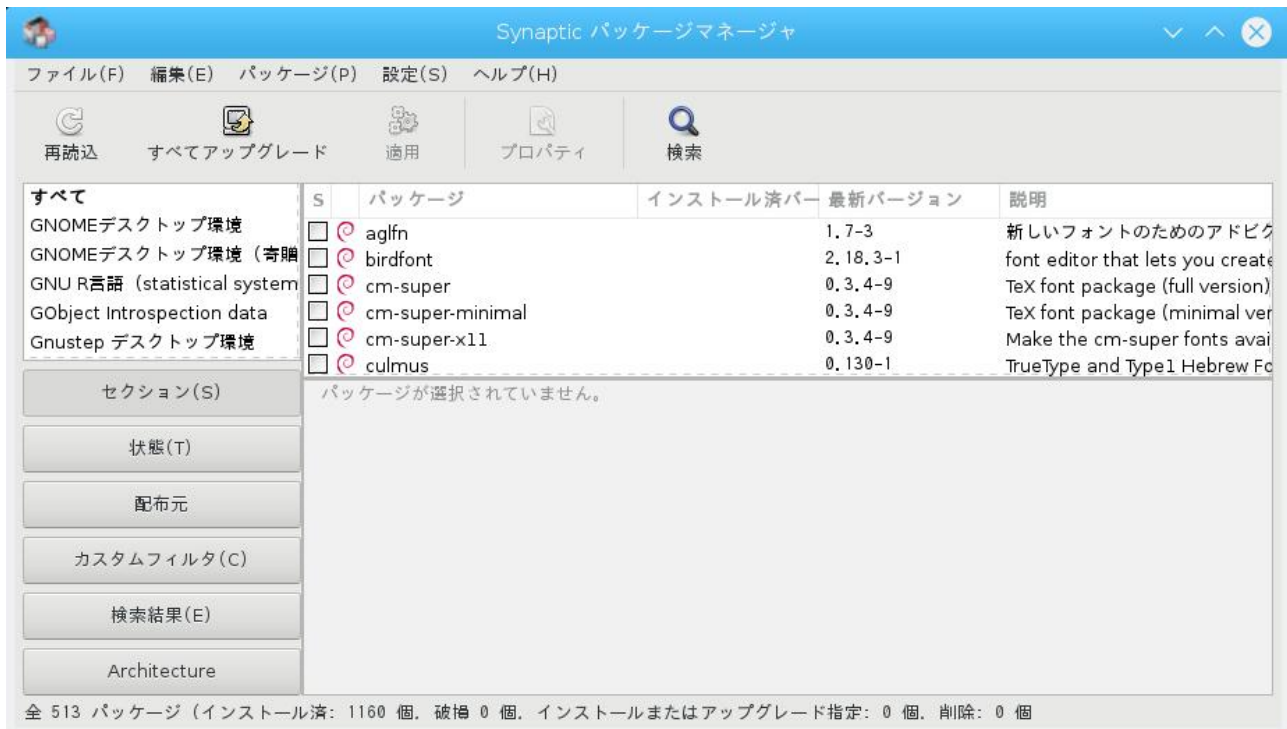 Synaptic パッケージマネージャ
ファイル(F) 編集(E) パッケージ(P) 設定(S) ヘルプ(H)
再読込 すべてアップグレード 適用 プロパティ 検索
すべて
GNOMEデスクトップ環境
GNOMEデスクトップ環境（寄贈
GNU R言語（statistical system
GObject Introspection data
Gnustep デスクトップ環境
S パッケージ インストール済バー 最新バージョン 説明
aglfn 1.7-3 新しいフォントのためのアドビグ
birdfont 2.18.3-1 font editor that lets you create
cm-super 0.3.4-9 TeX font package (full version)
cm-super-minimal 0.3.4-9 TeX font package (minimal ver
cm-super-x11 0.3.4-9 Make the cm-super fonts avai
culmus 0.130-1 TrueType and Type1 Hebrew Fo
セクション(S)
状態(T)
配布元
カスタムフィルタ(C)
検索結果(E)
Architecture
パッケージが選択されていません。
全 513 パッケージ（インストール済: 1160 個, 破損 0 個, インストールまたはアップグレード指定: 0 個, 削除: 0 個